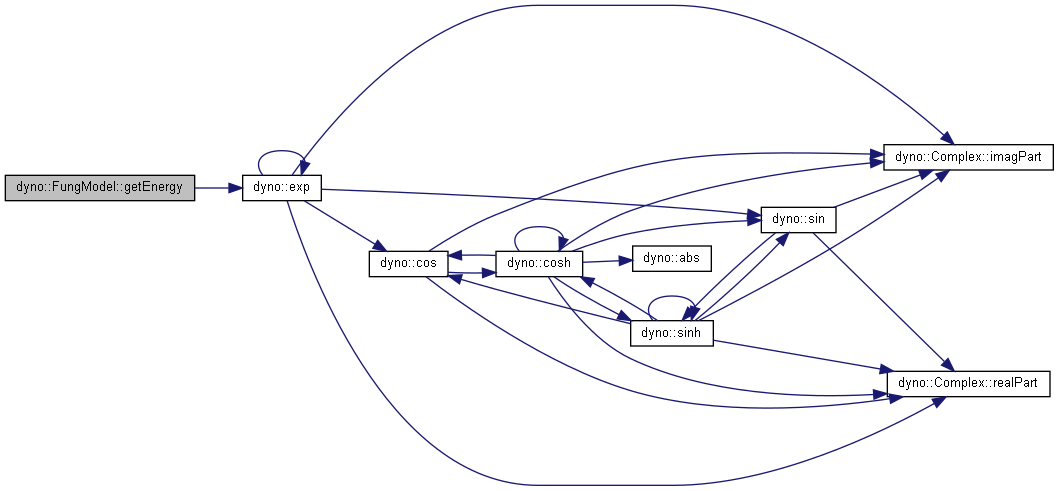 dyno::FungModel::getEnergy
dyno::exp
dyno::cos
dyno::cosh
dyno::abs
dyno::sinh
dyno::sin
dyno::Complex::imagPart
dyno::Complex::realPart